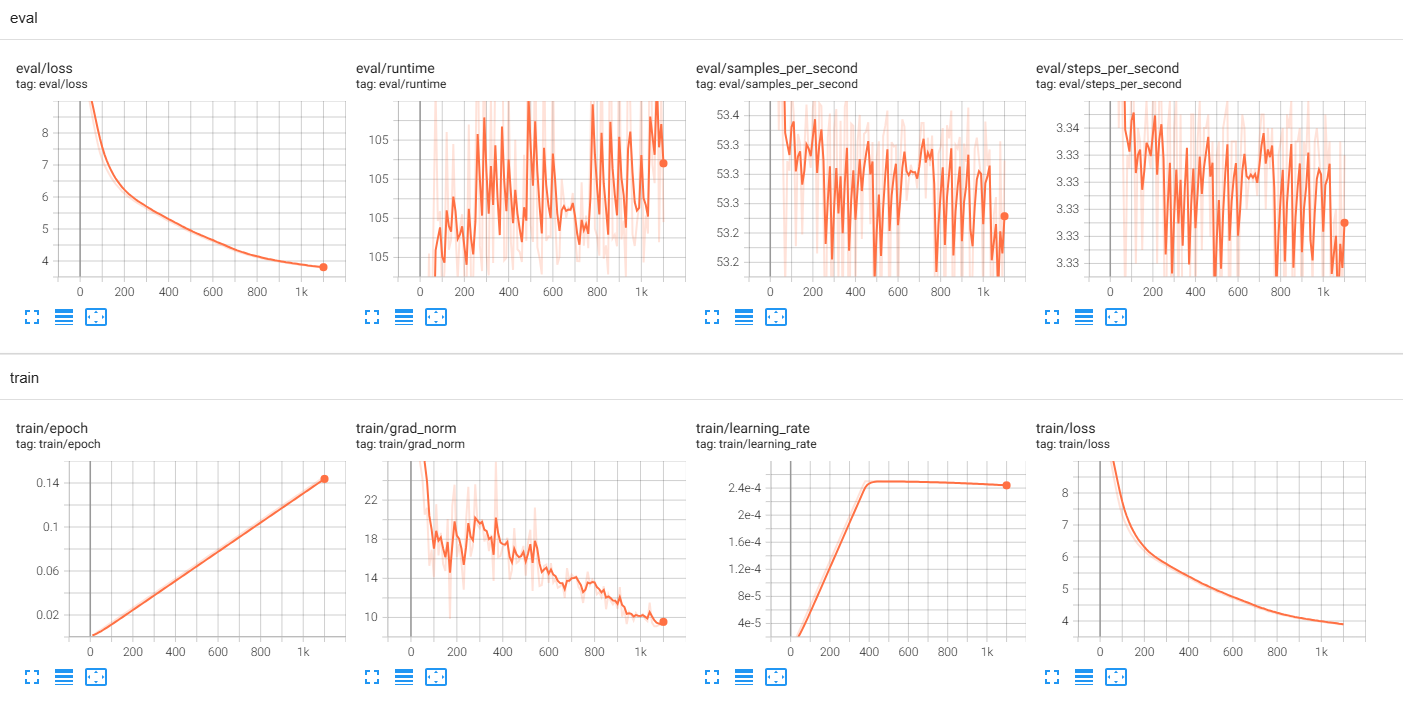 eval
eval/loss
tag: eval/loss
8
7
6
5
4
0 200 400 600 800 1k
eval/runtime
tag: eval/runtime
105
105
105
105
0 200 400 600 800 1k
eval/samples_per_second
tag: eval/samples_per_second
53.4
53.3
53.3
53.3
53.2
53.2
0 200 400 600 800 1k
eval/steps_per_second
tag: eval/steps_per_second
3.34
3.33
3.33
3.33
3.33
3.33
0 200 400 600 800 1k
train
train/epoch
tag: train/epoch
0.14
0.1
0.06
0.02
0 200 400 600 800 1k
train/grad_norm
tag: train/grad_norm
22
18
14
10
0 200 400 600 800 1k
train/learning_rate
tag: train/learning_rate
2.4e-4
2e-4
1.6e-4
1.2e-4
8e-5
4e-5
0 200 400 600 800 1k
train/loss
tag: train/loss
8
7
6
5
4
0 200 400 600 800 1k